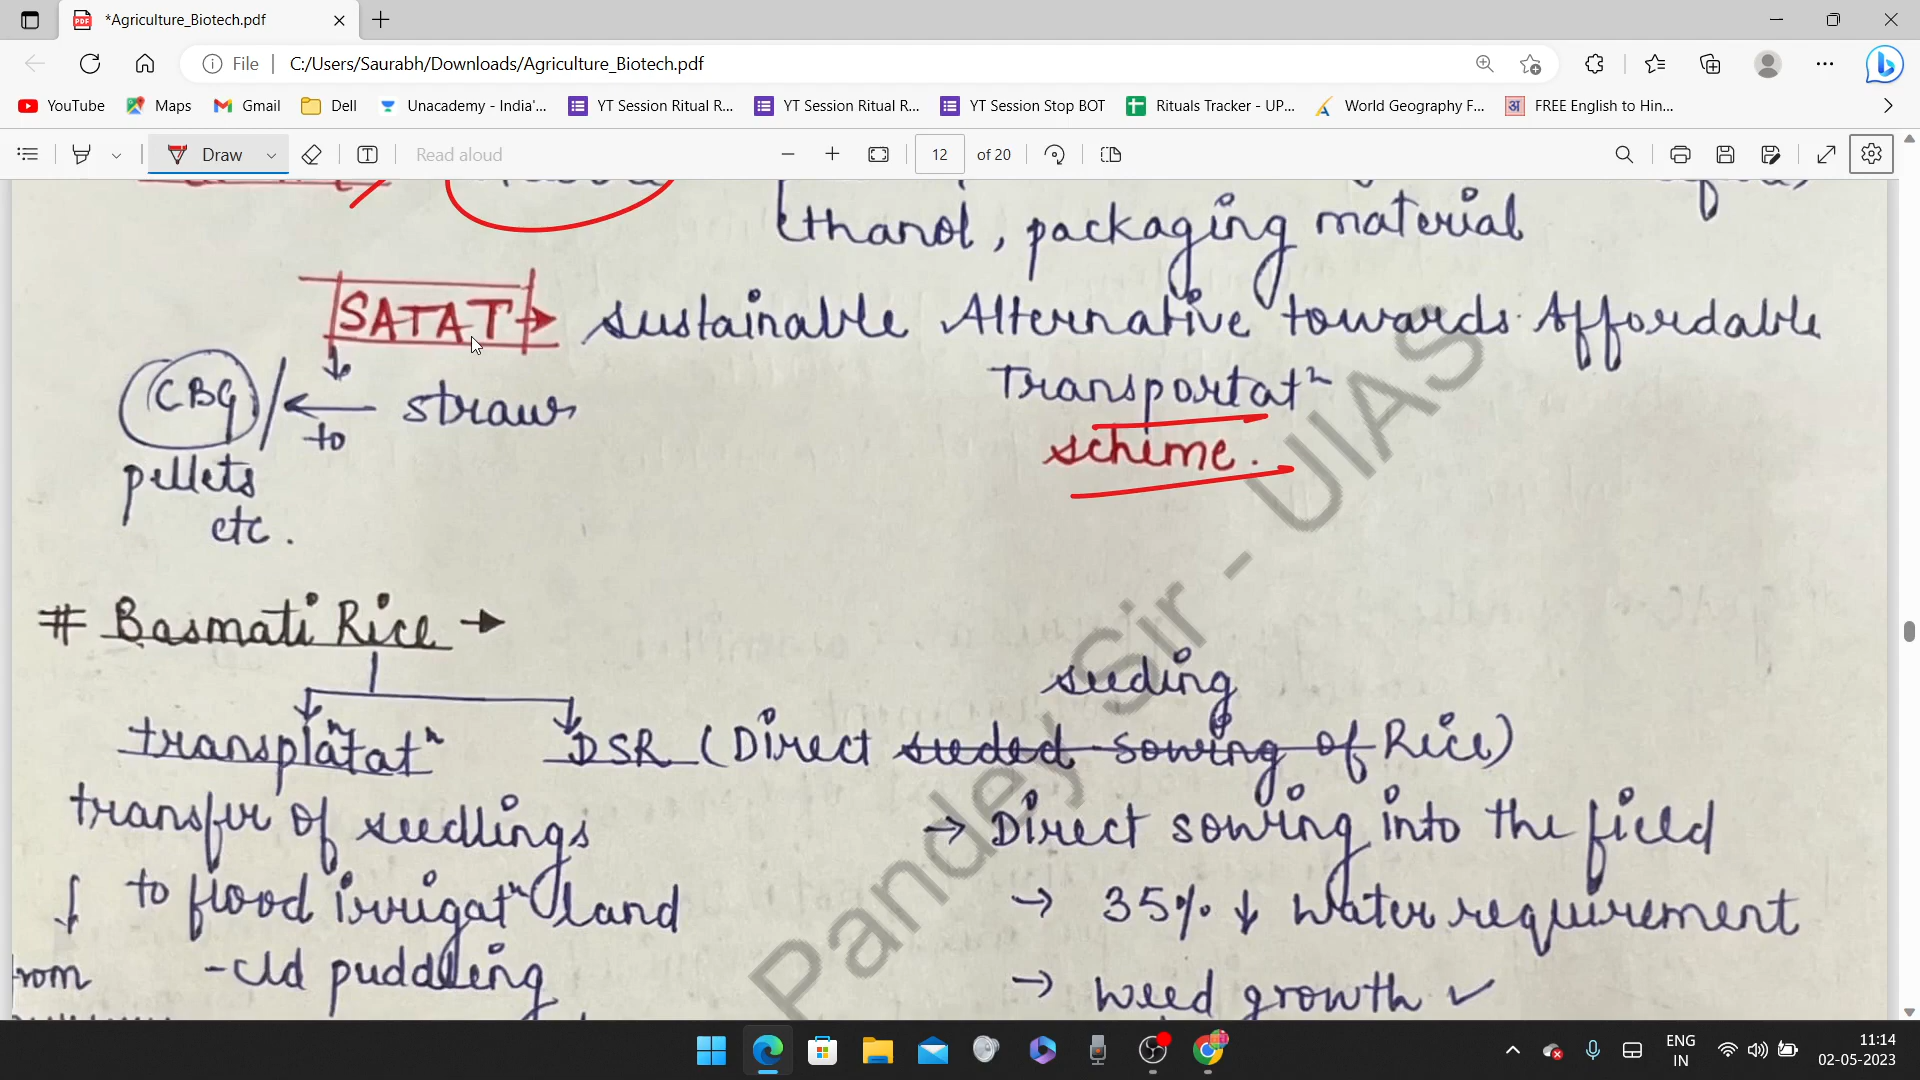 *Agriculture_Biotech.pdf
File C:/Users/Saurabh/Downloads/Agriculture_Biotech.pdf
YouTube Maps Gmail Dell Unacademy - India'... YT Session Ritual R... YT Session Ritual R... YT Session Stop BOT Rituals Tracker - UP... World Geography F... FREE English to Hin...
Draw Read aloud 12 of 20
Ethanol, packaging material
SATAT → Sustainable Alternative towards Affordable
Transportatⁿ
scheme.
CBG / ← to straw
pellets
etc.
# Basmati Rice →
seeding
transplatatⁿ DSR (Direct seeded sowing of Rice)
transfer of seedlings → Direct sowing into the field
to flood irrigatⁿ land → 35% ↓ water requirement
from -cld puddling → weed growth ✓
Pandey Sir - UIAS
ENG
IN
11:14
02-05-2023